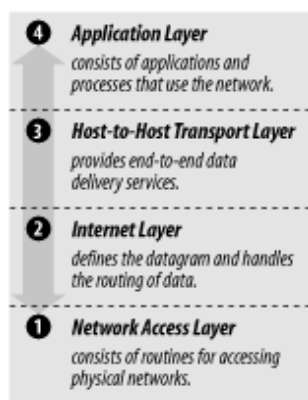 4 Application Layer
consists of applications and
processes that use the network.
3 Host-to-Host Transport Layer
provides end-to-end data
delivery services.
2 Internet Layer
defines the datagram and handles
the routing of data.
1 Network Access Layer
consists of routines for accessing
physical networks.